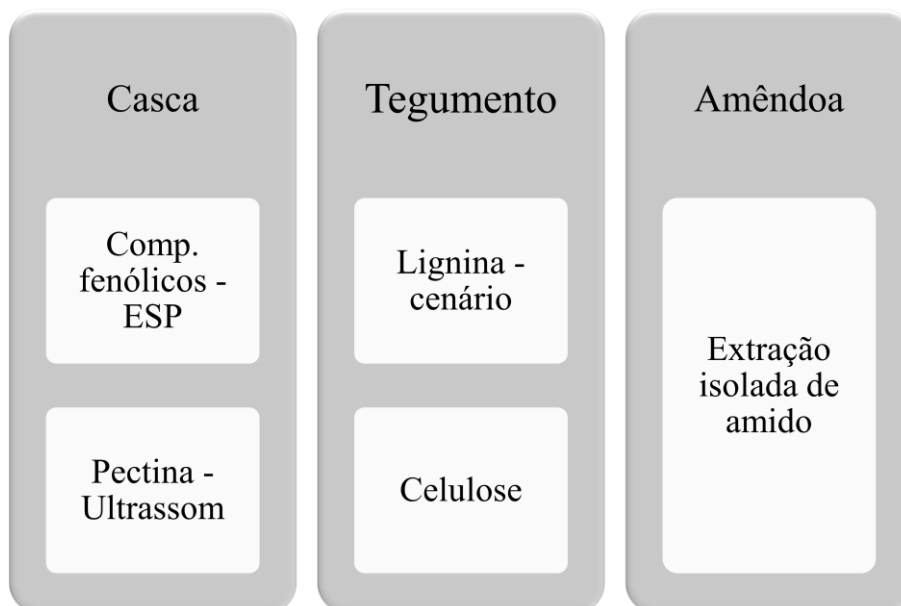 Casca
Comp.
fenólicos -
ESP
Pectina -
Ultrassom
Tegumento
Lignina -
cenário
Celulose
Amêndoa
Extração
isolada de
amido